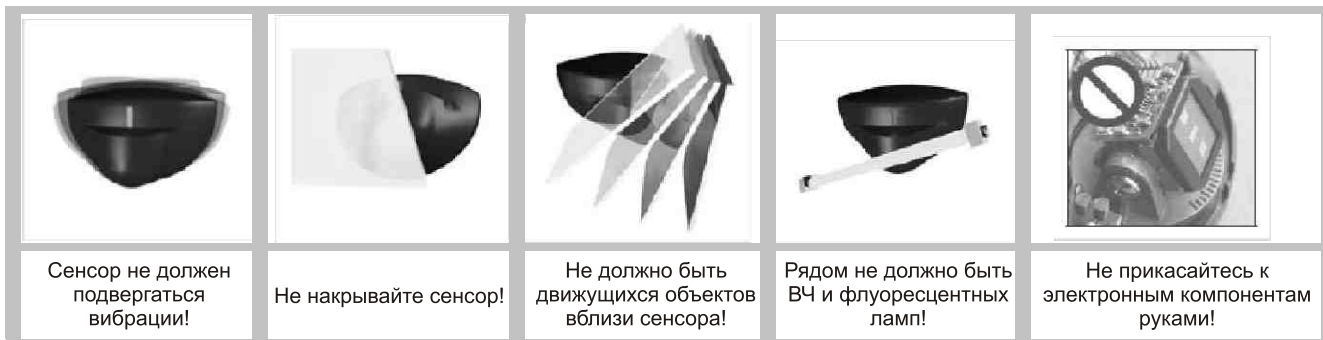 Сенсор не должен
подвергаться
вибрации!
Не накрывайте сенсор!
Не должно быть
движущихся объектов
вблизи сенсора!
Рядом не должно быть
ВЧ и флуоресцентных
ламп!
Не прикасайтесь к
электронным компонентам
руками!